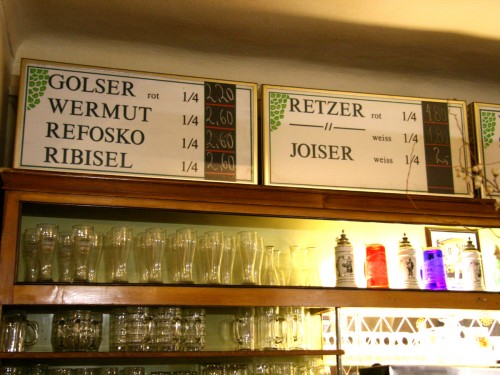 GOLSER rot 1/4 2,20
WERMUT 1/4 2,60
REFOSKO 1/4 2,60
RIBISEL 1/4 2,60
RETZER rot 1/4
—//— weiss 1/4
JOISER weiss 1/4